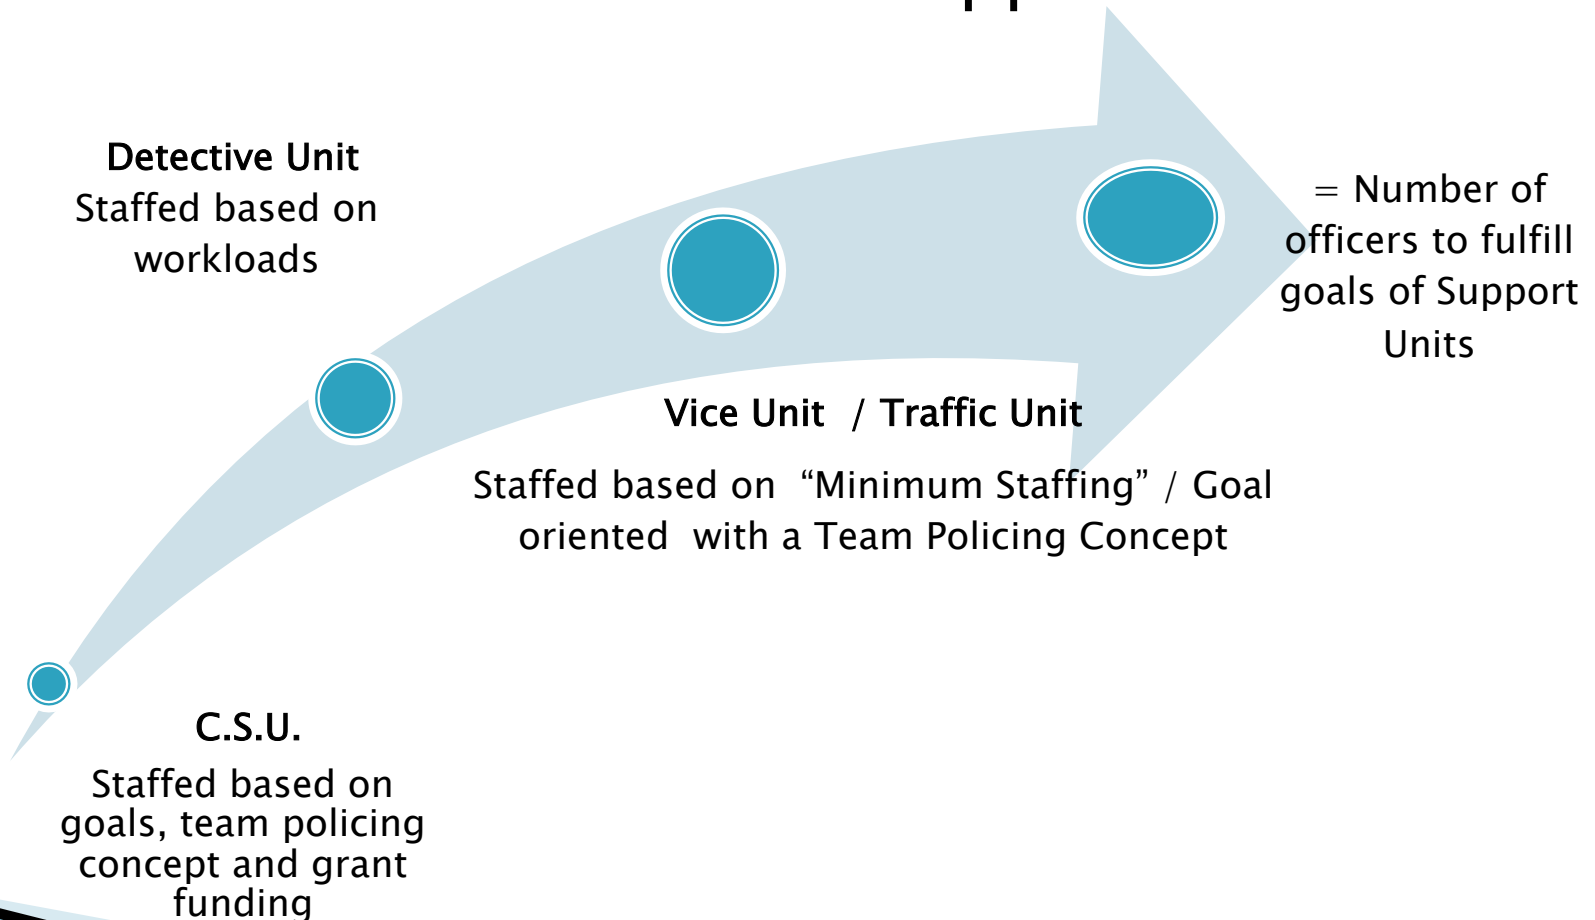 Detective Unit
Staffed based on
workloads
= Number of
officers to fulfill
goals of Support
Units
Vice Unit / Traffic Unit
Staffed based on “Minimum Staffing” / Goal
oriented with a Team Policing Concept
C.S.U.
Staffed based on
goals, team policing
concept and grant
funding